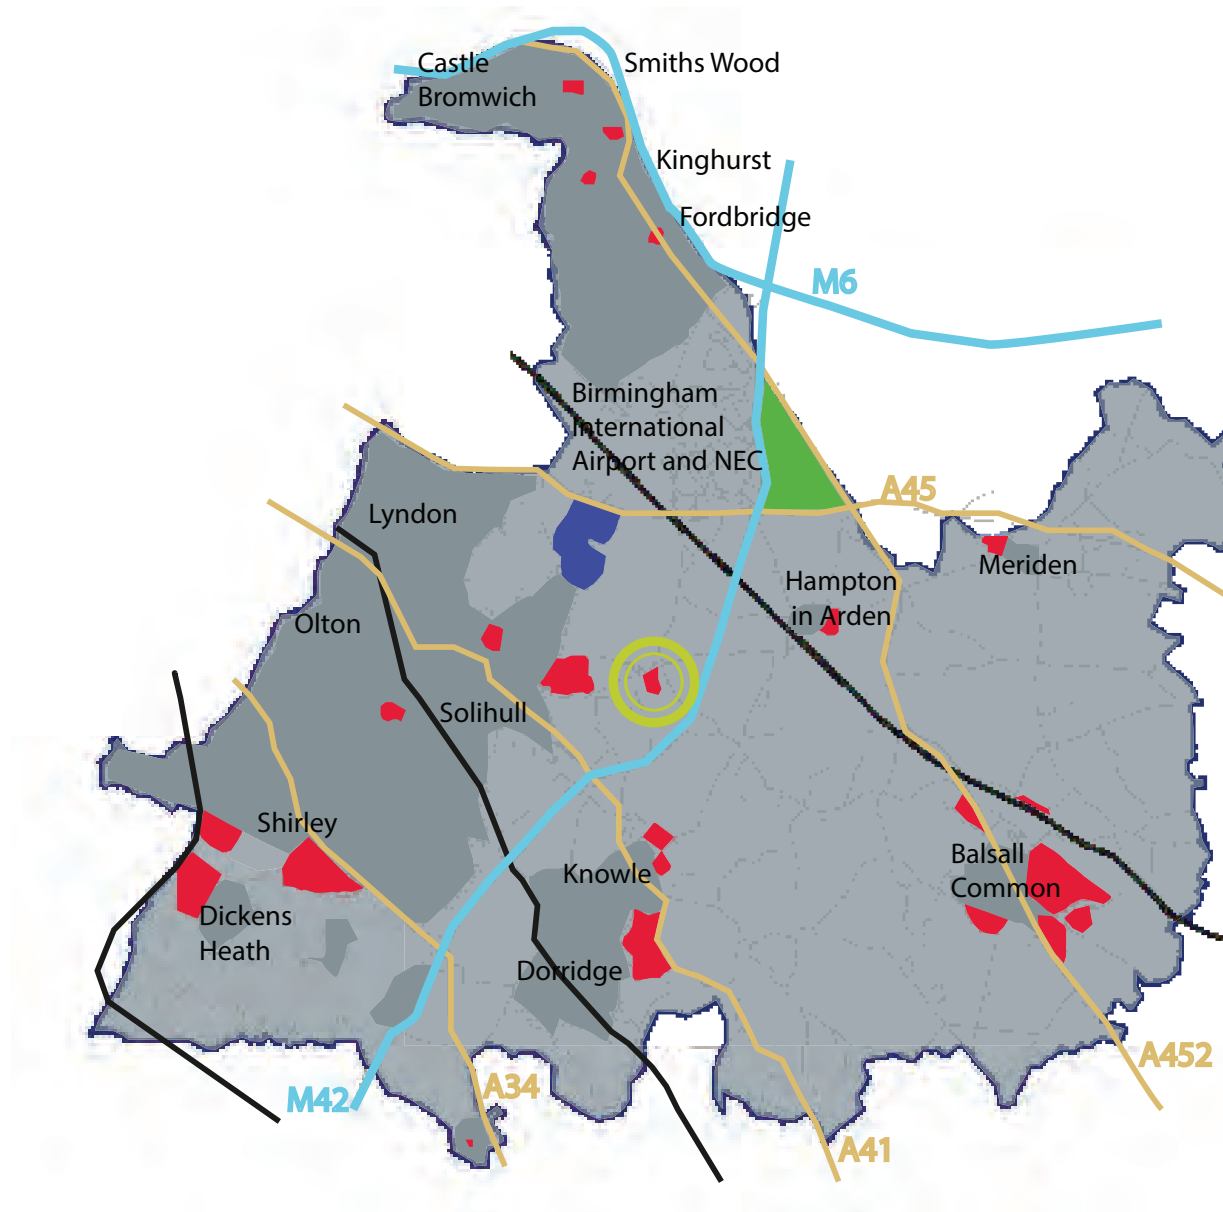 Castle
Bromwich
Smiths Wood
Kinghurst
Fordbridge
M6
Birmingham
International
Airport and NEC
A45
Lyndon
Meriden
Hampton
in Arden
Olton
Solihull
Shirley
Balsall
Common
Knowle
Dickens
Heath
Dorridge
A452
M42
A34
A41